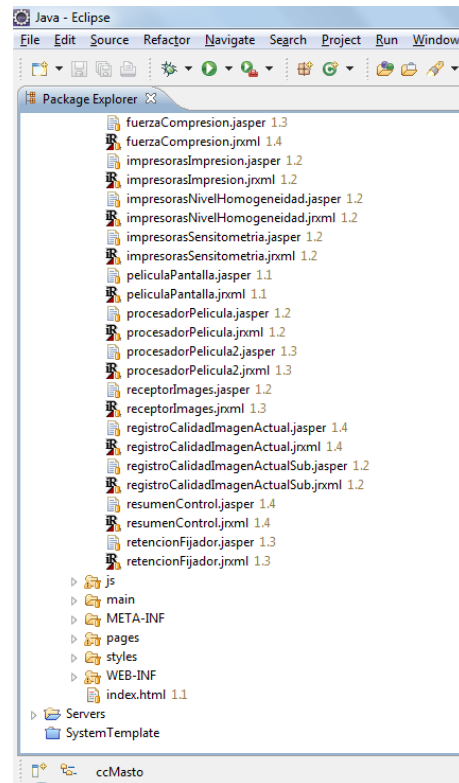 Java - Eclipse
File Edit Source Refactor Navigate Search Project Run Window
Package Explorer
fuerzaCompresion.jasper 1.3
fuerzaCompresion.jrxml 1.4
impresorasImpresion.jasper 1.2
impresorasImpresion.jrxml 1.2
impresorasNivelHomogeneidad.jasper 1.2
impresorasNivelHomogeneidad.jrxml 1.2
impresorasSensitometria.jasper 1.2
impresorasSensitometria.jrxml 1.2
peliculaPantalla.jasper 1.1
peliculaPantalla.jrxml 1.1
procesadorPelicula.jasper 1.2
procesadorPelicula.jrxml 1.2
procesadorPelicula2.jasper 1.3
procesadorPelicula2.jrxml 1.3
receptorImages.jasper 1.2
receptorImages.jrxml 1.3
registroCalidadImagenActual.jasper 1.4
registroCalidadImagenActual.jrxml 1.4
registroCalidadImagenActualSub.jasper 1.2
registroCalidadImagenActualSub.jrxml 1.2
resumenControl.jasper 1.4
resumenControl.jrxml 1.4
retencionFijador.jasper 1.3
retencionFijador.jrxml 1.3
js
main
META-INF
pages
styles
WEB-INF
index.html 1.1
Servers
SystemTemplate
ccMasto